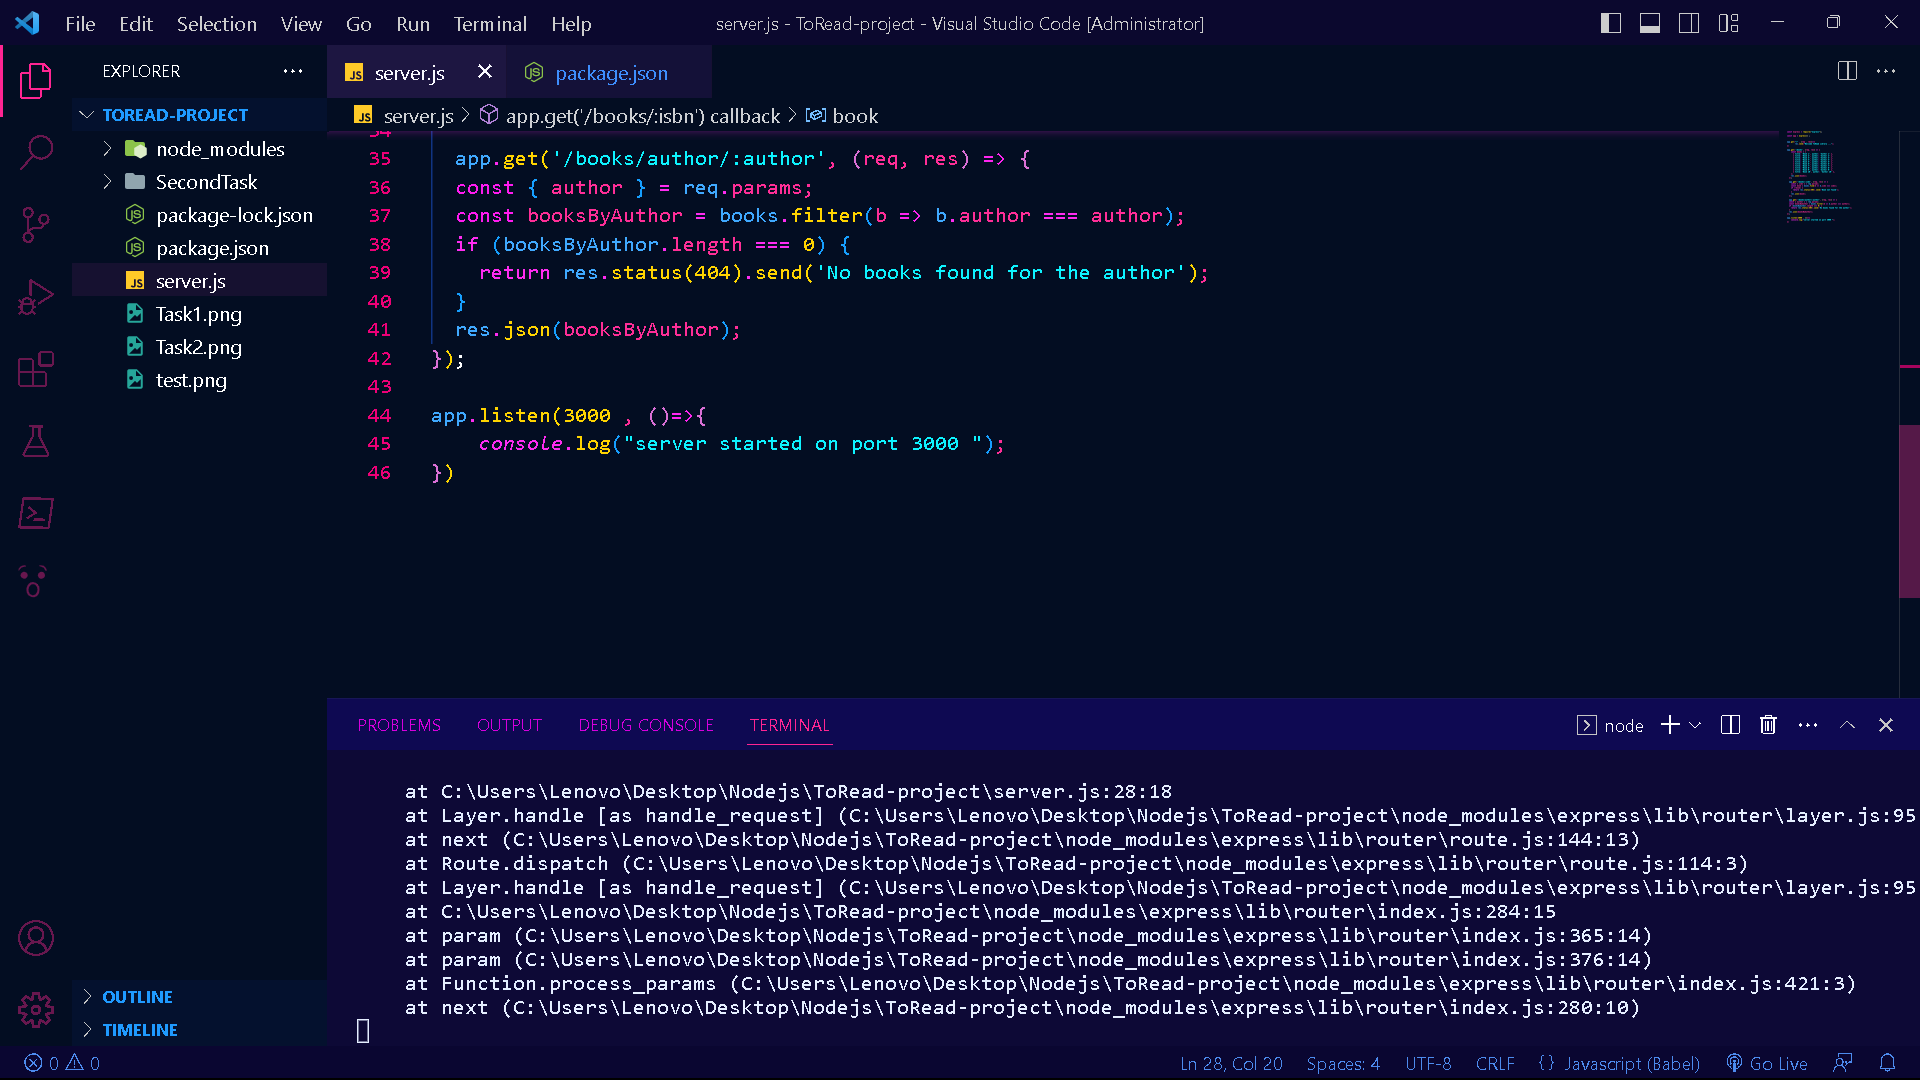 File Edit Selection View Go Run Terminal Help
server.js - ToRead-project - Visual Studio Code [Administrator]
EXPLORER
TOREAD-PROJECT
node_modules
SecondTask
package-lock.json
package.json
server.js
Task1.png
Task2.png
test.png
OUTLINE
TIMELINE
server.js
package.json
server.js > app.get('/books/:isbn') callback > book
34
35 app.get('/books/author/:author', (req, res) => {
36 const { author } = req.params;
37 const booksByAuthor = books.filter(b => b.author === author);
38 if (booksByAuthor.length === 0) {
39 return res.status(404).send('No books found for the author');
40 }
41 res.json(booksByAuthor);
42 });
43
44 app.listen(3000 , ()=>{
45 console.log("server started on port 3000 ");
46 })
PROBLEMS OUTPUT DEBUG CONSOLE TERMINAL
node
at C:\Users\Lenovo\Desktop\Nodejs\ToRead-project\server.js:28:18
at Layer.handle [as handle_request] (C:\Users\Lenovo\Desktop\Nodejs\ToRead-project\node_modules\express\lib\router\layer.js:95
at next (C:\Users\Lenovo\Desktop\Nodejs\ToRead-project\node_modules\express\lib\router\route.js:144:13)
at Route.dispatch (C:\Users\Lenovo\Desktop\Nodejs\ToRead-project\node_modules\express\lib\router\route.js:114:3)
at Layer.handle [as handle_request] (C:\Users\Lenovo\Desktop\Nodejs\ToRead-project\node_modules\express\lib\router\layer.js:95
at C:\Users\Lenovo\Desktop\Nodejs\ToRead-project\node_modules\express\lib\router\index.js:284:15
at param (C:\Users\Lenovo\Desktop\Nodejs\ToRead-project\node_modules\express\lib\router\index.js:365:14)
at param (C:\Users\Lenovo\Desktop\Nodejs\ToRead-project\node_modules\express\lib\router\index.js:376:14)
at Function.process_params (C:\Users\Lenovo\Desktop\Nodejs\ToRead-project\node_modules\express\lib\router\index.js:421:3)
at next (C:\Users\Lenovo\Desktop\Nodejs\ToRead-project\node_modules\express\lib\router\index.js:280:10)
0 0
Ln 28, Col 20 Spaces: 4 UTF-8 CRLF {} Javascript (Babel) Go Live